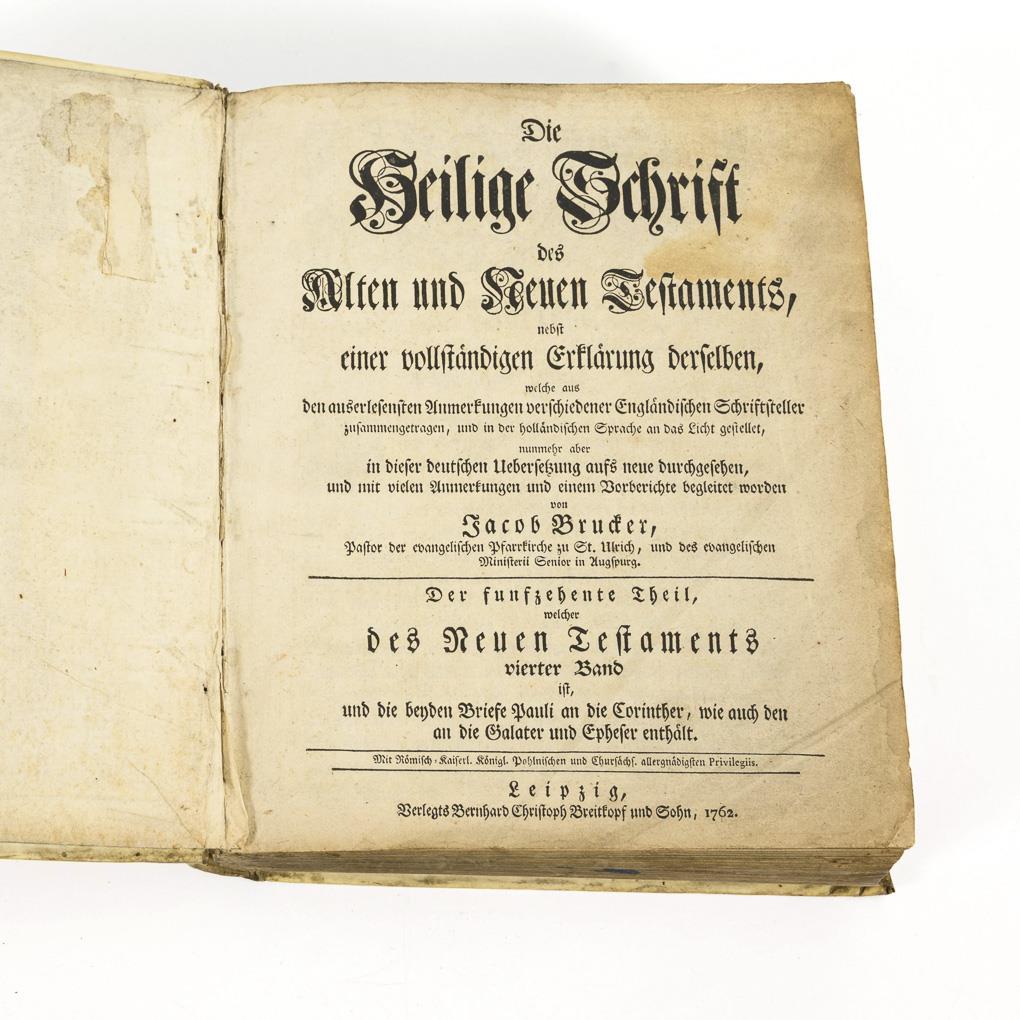 Die
Heilige Schrift
des
Alten und Neuen Testaments,
nebst
einer vollständigen Erklärung derselben,
welche aus
den auserlesensten Anmerkungen verschiedener Engländischen Schriftsteller
zusammengetragen, und in der holländischen Sprache an das Licht gestellet,
nunmehr aber
in dieser deutschen Uebersetzung aufs neue durchgesehen,
und mit vielen Anmerkungen und einem Vorberichte begleitet worden
von
Jacob Brucker,
Pastor der evangelischen Pfarrkirche zu St. Ulrich, und des evangelischen
Ministerii Senior in Augspurg.
Der funfzehente Theil,
welcher
des Neuen Testaments
vierter Band
ist,
und die beyden Briefe Pauli an die Corinther, wie auch den
an die Galater und Epheser enthält.
Mit Römisch-Kaiserl. Königl. Pohlnischen und Chursächs. allergnädigsten Privilegiis.
Leipzig,
Verlegts Bernhard Christoph Breitkopf und Sohn, 1762.